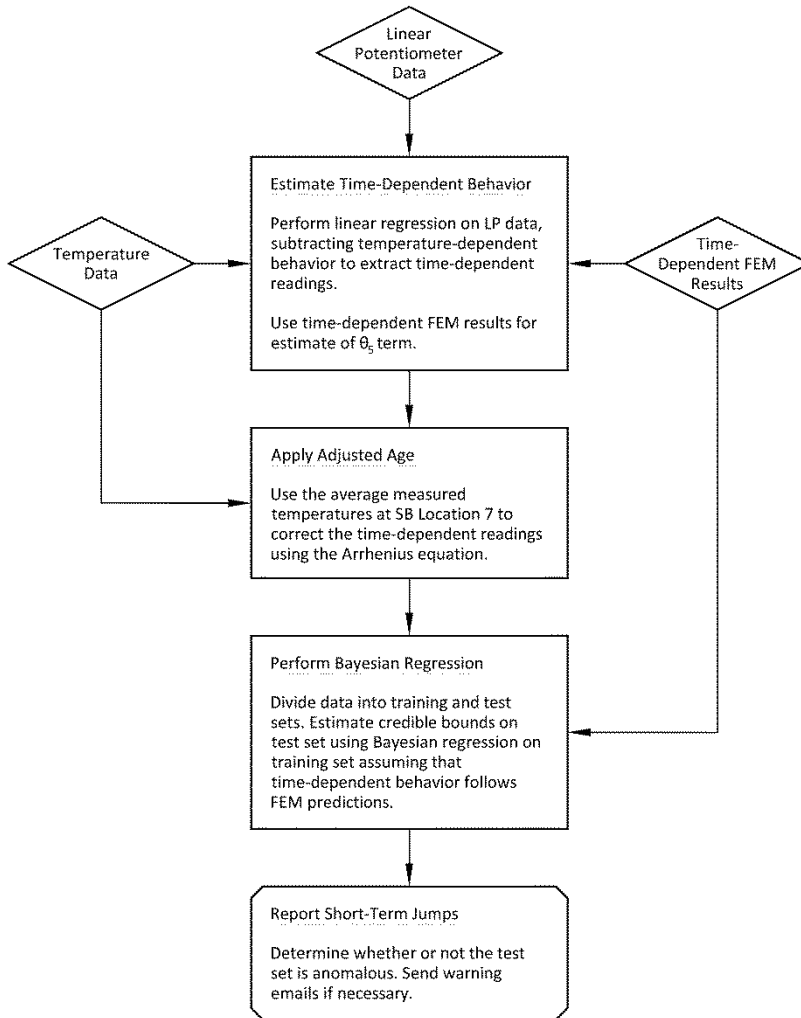 Linear
Potentiometer
Data
Estimate Time-Dependent Behavior
Perform linear regression on LP data,
subtracting temperature-dependent
behavior to extract time-dependent
readings.
Use time-dependent FEM results for
estimate of θ₅ term.
Temperature
Data
Time-
Dependent FEM
Results
Apply Adjusted Age
Use the average measured
temperatures at SB Location 7 to
correct the time-dependent readings
using the Arrhenius equation.
Perform Bayesian Regression
Divide data into training and test
sets. Estimate credible bounds on
test set using Bayesian regression on
training set assuming that
time-dependent behavior follows
FEM predictions.
Report Short-Term Jumps
Determine whether or not the test
set is anomalous. Send warning
emails if necessary.